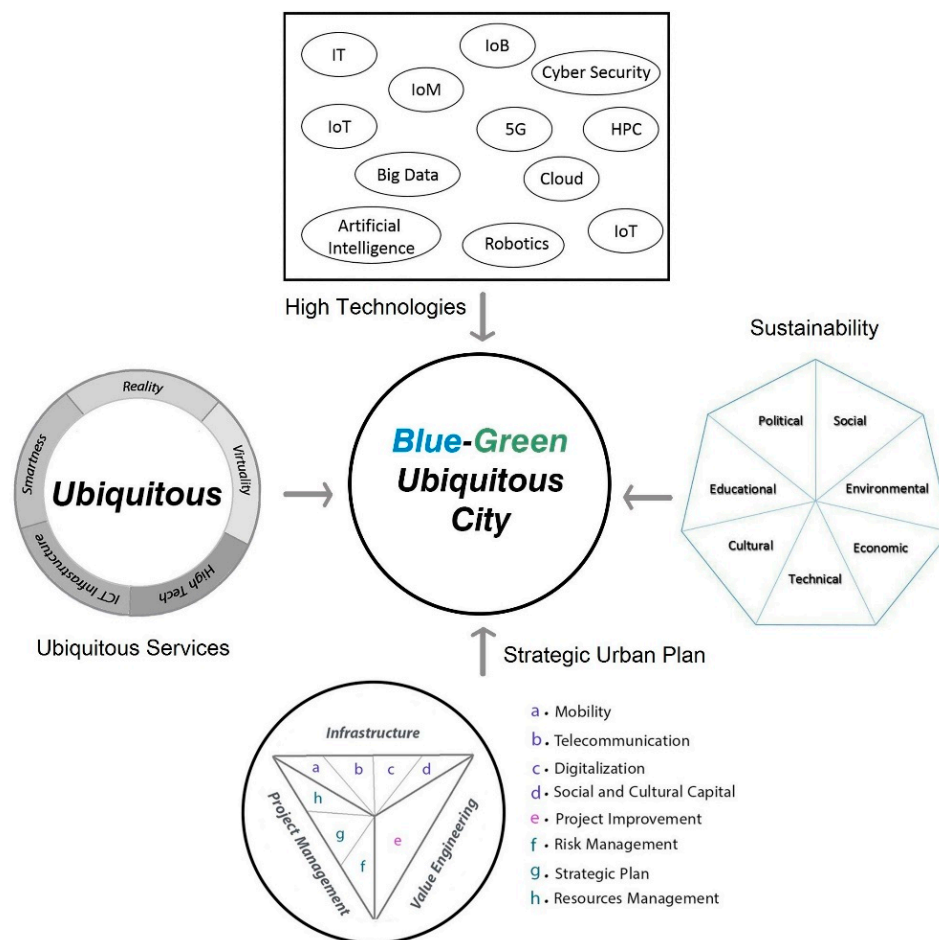 IT
IoB
Cyber Security
IoM
IoT
5G
HPC
Big Data
Cloud
Artificial
Intelligence
Robotics
IoT
High Technologies
Sustainability
Reality
Smartness
Virtuality
ICT Infrastructure
High Tech
Ubiquitous
Ubiquitous Services
Blue-Green
Ubiquitous
City
Political
Social
Educational
Environmental
Cultural
Economic
Technical
Strategic Urban Plan
Infrastructure
Project Management
Value Engineering
a
b
c
d
h
g
e
f
a . Mobility
b . Telecommunication
c . Digitalization
d . Social and Cultural Capital
e . Project Improvement
f . Risk Management
g . Strategic Plan
h . Resources Management